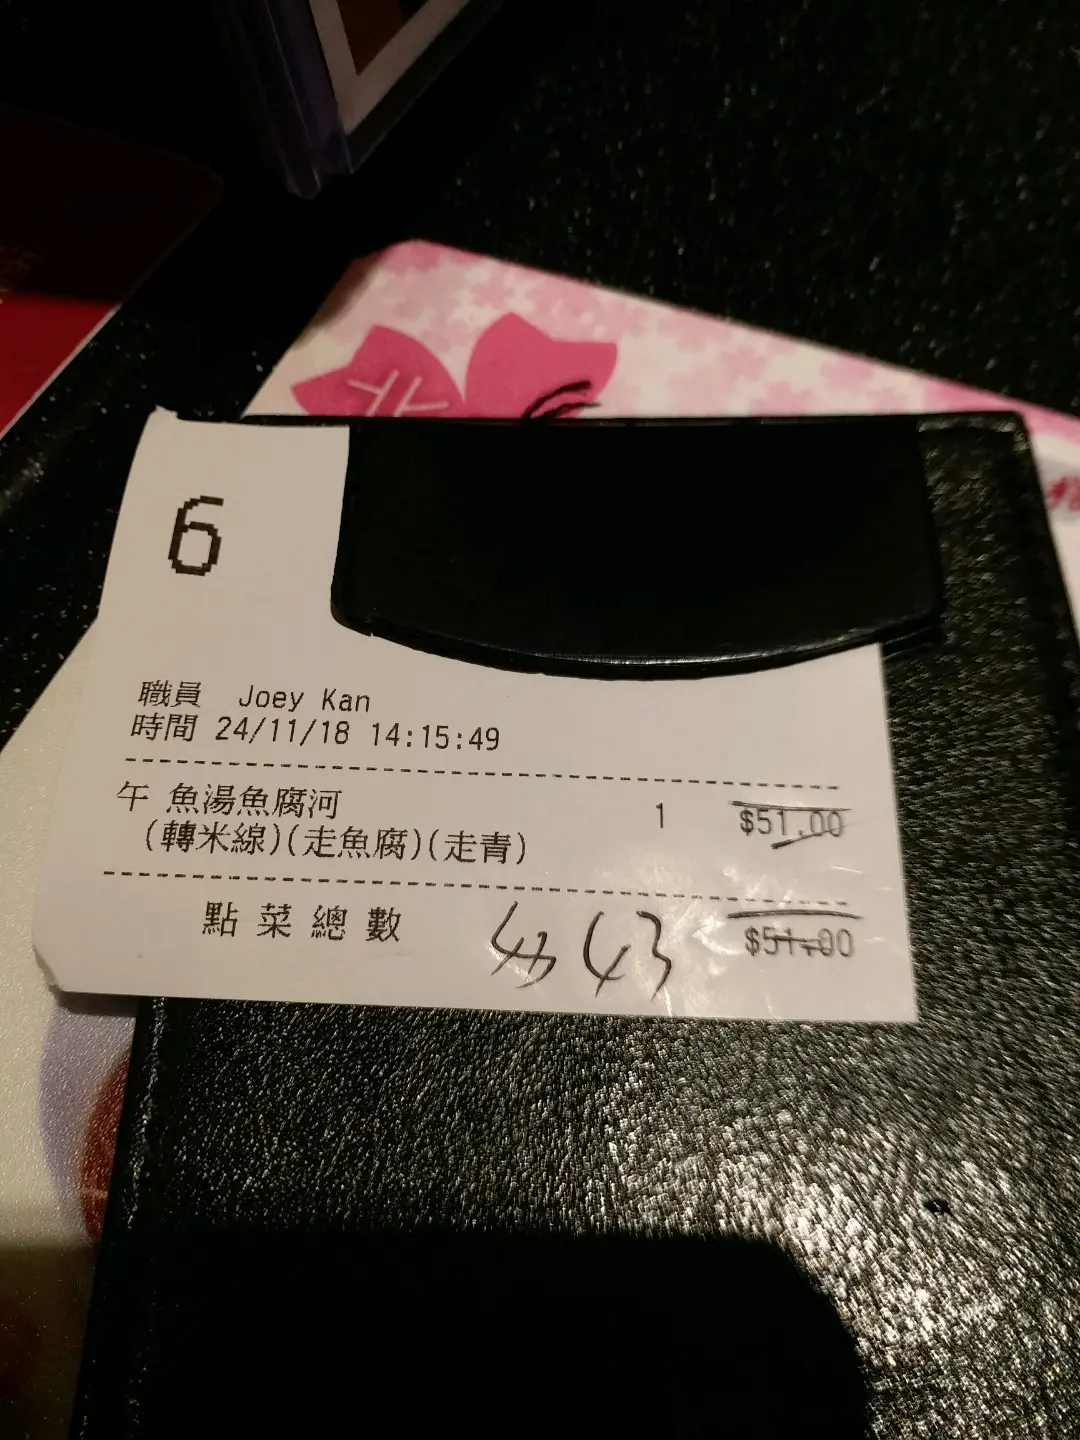 6
職員 Joey Kan
時間 24/11/18 14:15:49
午 魚湯魚腐河 1 $51.00
(轉米線)(走魚腐)(走青)
點菜總數 43 $51.00